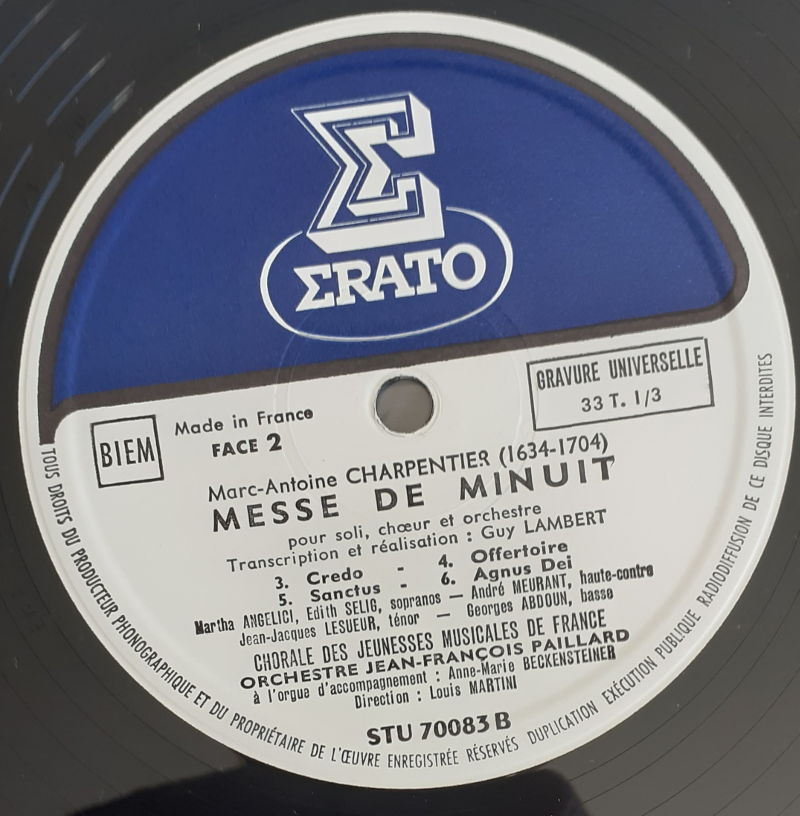 ΣRATO
BIEM
Made in France
FACE 2
GRAVURE UNIVERSELLE
33 T. 1/3
Marc-Antoine CHARPENTIER (1634-1704)
MESSE DE MINUIT
pour soli, chœur et orchestre
Transcription et réalisation : Guy LAMBERT
3. Credo - 4. Offertoire
5. Sanctus - 6. Agnus Dei
Martha ANGELICI, Edith SELIG, sopranos — André MEURANT, haute-contre
Jean-Jacques LESUEUR, ténor — Georges ABDOUN, basse
CHORALE DES JEUNESSES MUSICALES DE FRANCE
ORCHESTRE JEAN-FRANÇOIS PAILLARD
à l'orgue d'accompagnement : Anne-Marie BECKENSTEINER
Direction : Louis MARTINI
STU 70083 B
TOUS DROITS DU PRODUCTEUR PHONOGRAPHIQUE ET DU PROPRIÉTAIRE DE L'ŒUVRE ENREGISTRÉE RÉSERVÉS DUPLICATION EXÉCUTION PUBLIQUE RADIODIFFUSION DE CE DISQUE INTERDITES